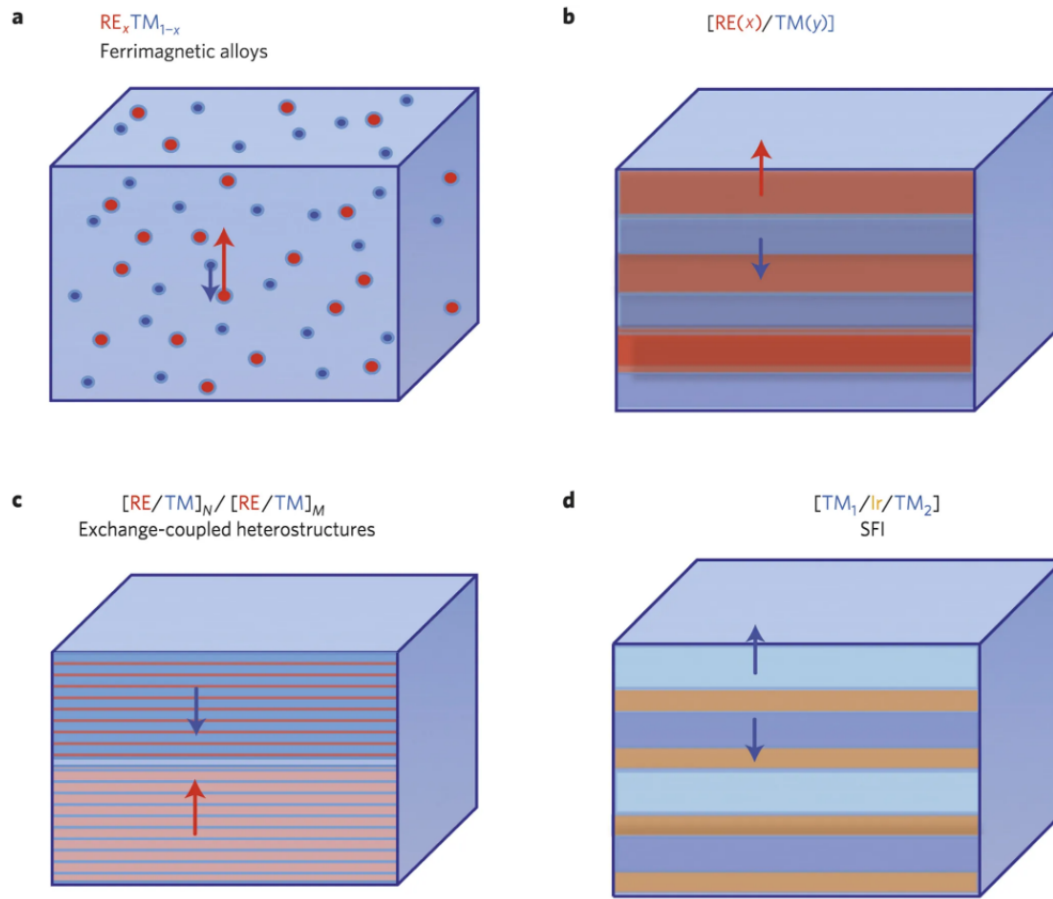 a
REₓTM₁₋ₓ
Ferrimagnetic alloys
b
[RE(x)/TM(y)]
c
[RE/TM]N/[RE/TM]M
Exchange-coupled heterostructures
d
[TM₁/Ir/TM₂]
SFI